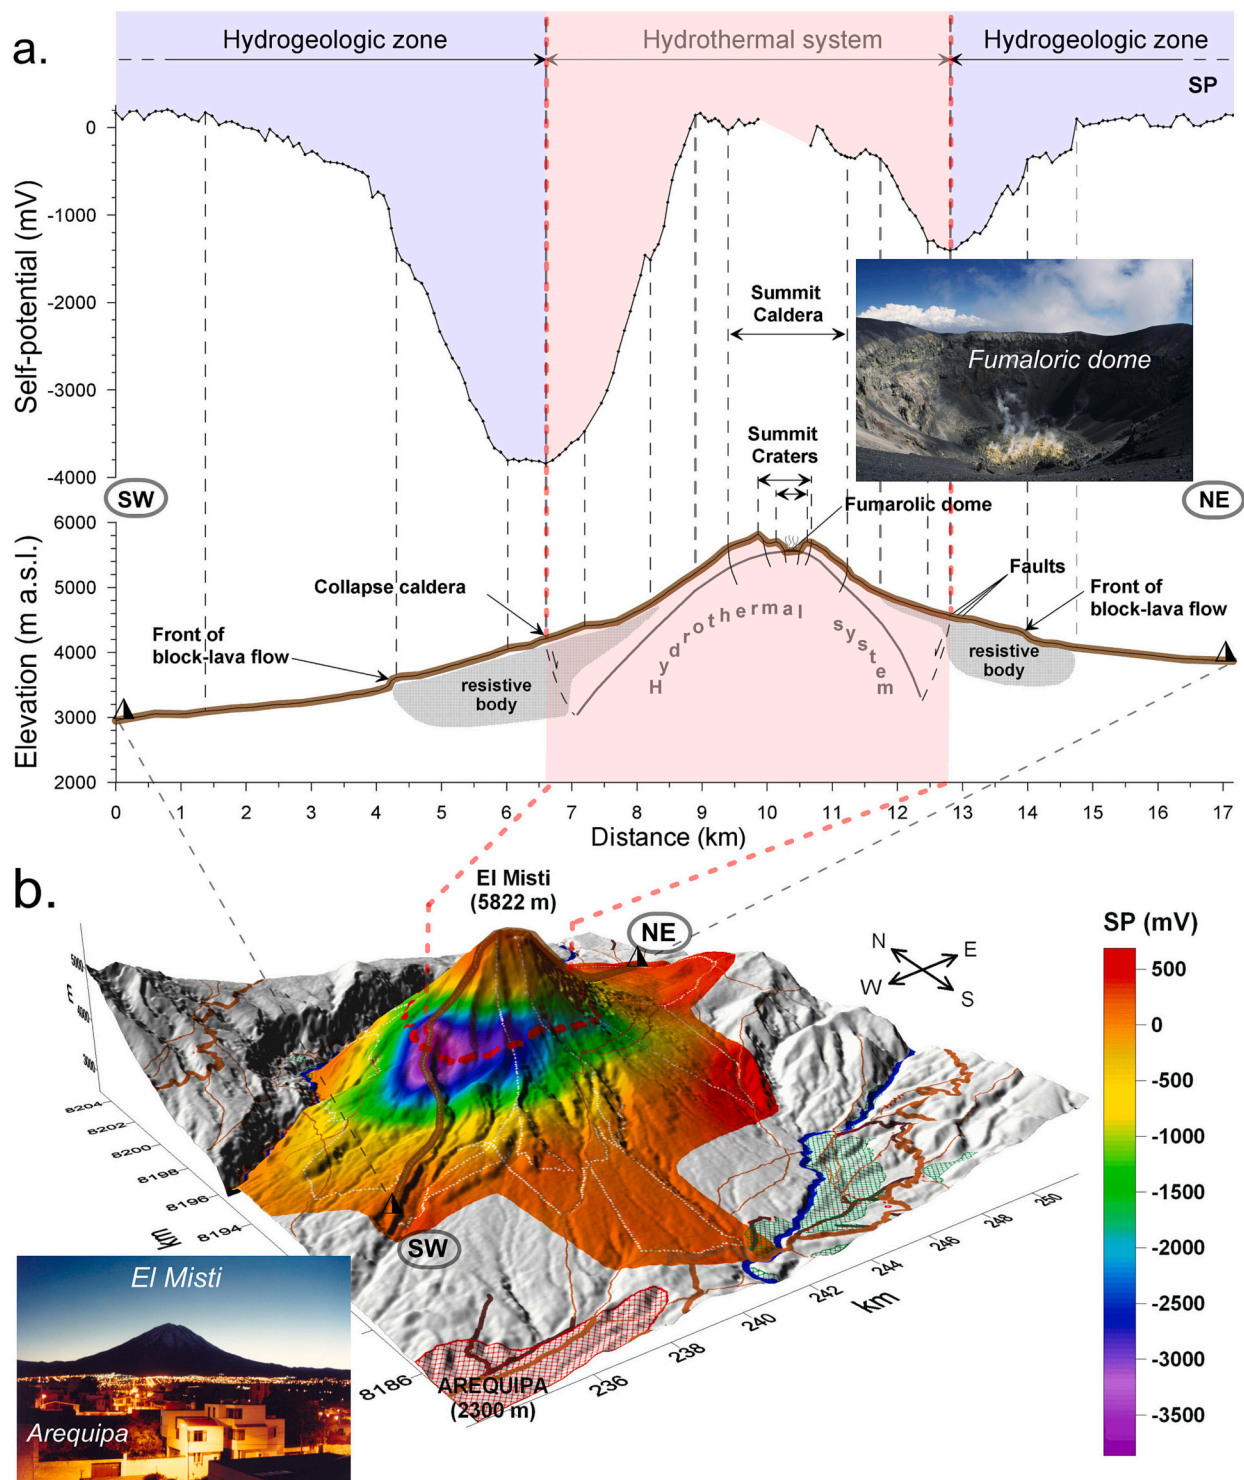 a.
Hydrogeologic zone
Hydrothermal system
Hydrogeologic zone
SP
Self-potential (mV)
0
-1000
-2000
-3000
-4000
Summit
Caldera
Fumaloric dome
Summit
Craters
SW
NE
Elevation (m a.s.l.)
6000
5000
4000
3000
2000
Fumarolic dome
Collapse caldera
Faults
Front of
block-lava flow
Front of
block-lava flow
resistive
body
Hydrothermal system
resistive
body
0 1 2 3 4 5 6 7 8 9 10 11 12 13 14 15 16 17
Distance (km)
b.
El Misti
(5822 m)
NE
N E
W S
SP (mV)
500
0
-500
-1000
-1500
-2000
-2500
-3000
-3500
5000
4000
3000
m
8204
8202
8200
8198
8196
8194
km
8186
SW
250
248
246
244
242
240
238
236
km
AREQUIPA
(2300 m)
El Misti
Arequipa